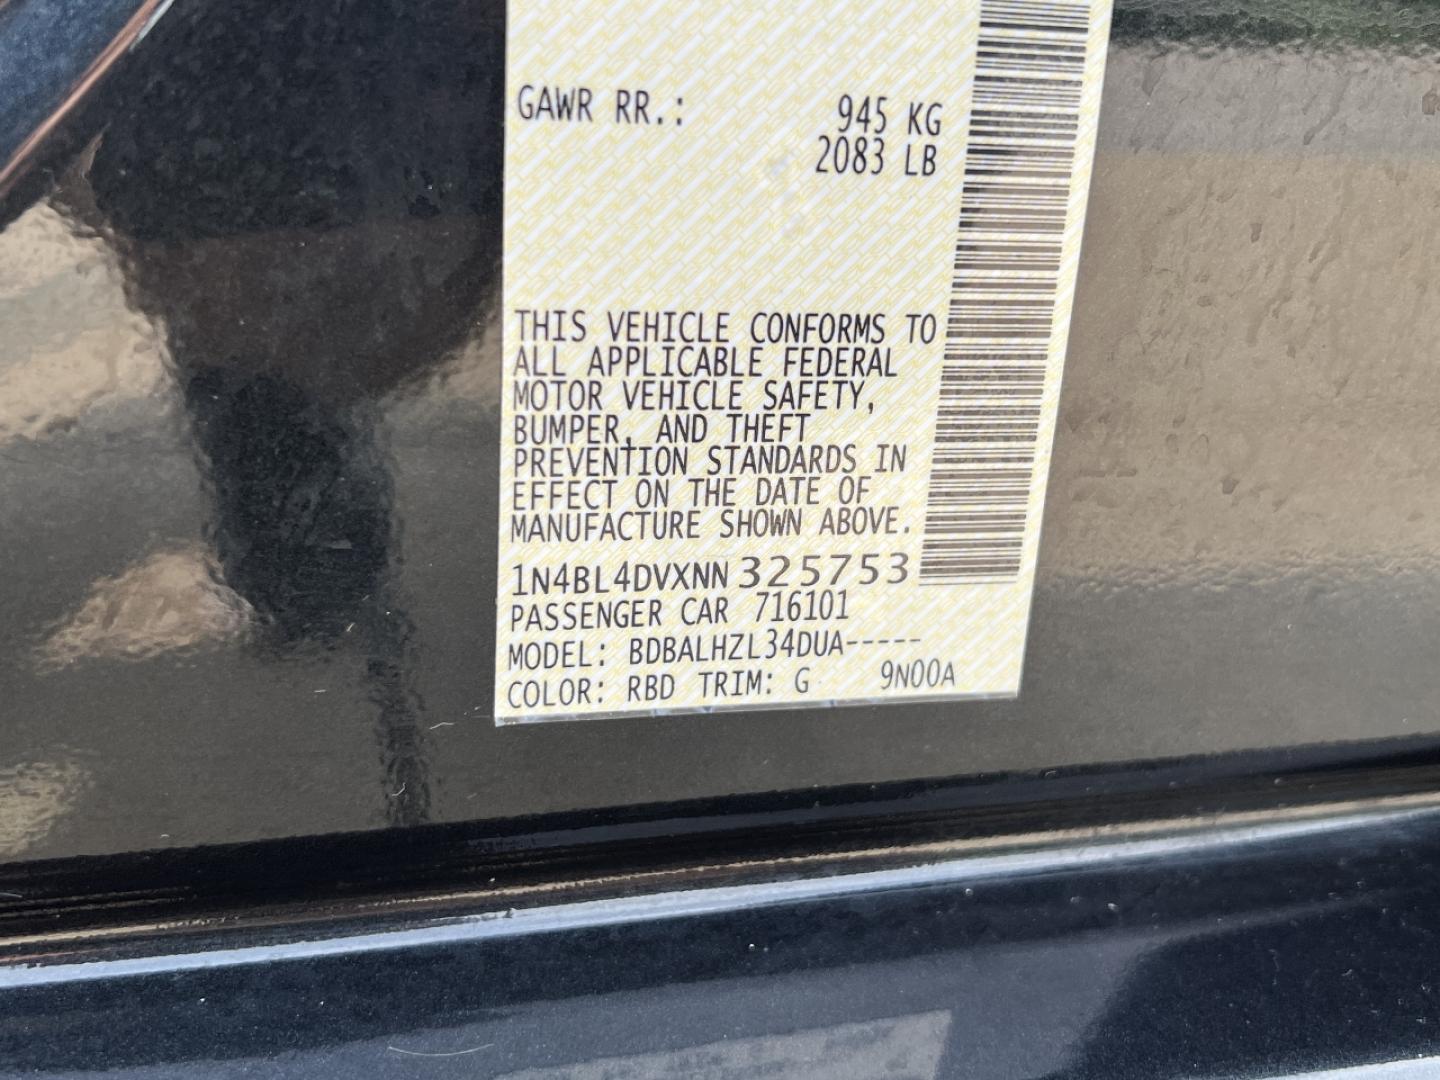 GAWR RR.: 945 KG
2083 LB
THIS VEHICLE CONFORMS TO
ALL APPLICABLE FEDERAL
MOTOR VEHICLE SAFETY,
BUMPER, AND THEFT
PREVENTION STANDARDS IN
EFFECT ON THE DATE OF
MANUFACTURE SHOWN ABOVE.
1N4BL4DVXNN325753
PASSENGER CAR 716101
MODEL: BDBALHZL34DUA-----
COLOR: RBD TRIM: G 9N00A